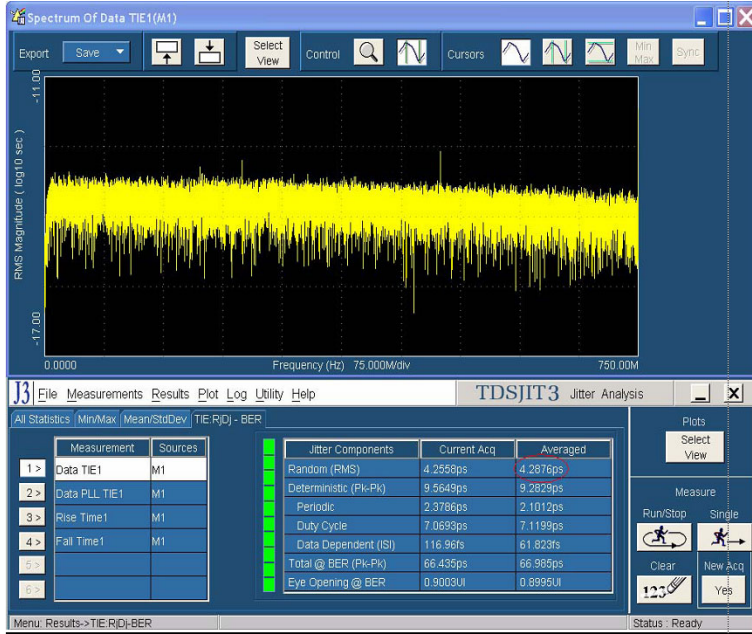 Spectrum Of Data TIE1(M1)
Export Save Select View Control Cursors Min Max Sync
-11.00
RMS Magnitude ( log10 sec )
-17.00
0.0000 Frequency (Hz) 75.000M/div 750.00M
J3 File Measurements Results Plot Log Utility Help TDSJIT3 Jitter Analysis
All Statistics Min/Max Mean/StdDev TIE:RjDj - BER
Measurement Sources
1 > Data TIE1 M1
2 > Data PLL TIE1 M1
3 > Rise Time1 M1
4 > Fall Time1 M1
5 >
6 >
Jitter Components Current Acq Averaged
Random (RMS) 4.2558ps 4.2876ps
Deterministic (Pk-Pk) 9.5649ps 9.2829ps
Periodic 2.3786ps 2.1012ps
Duty Cycle 7.0693ps 7.1199ps
Data Dependent (ISI) 116.96fs 61.823fs
Total @ BER (Pk-Pk) 66.435ps 66.985ps
Eye Opening @ BER 0.9003UI 0.8995UI
Plots
Select View
Measure
Run/Stop Single
Clear New Acq
123 Yes
Menu: Results->TIE:RjDj-BER Status : Ready